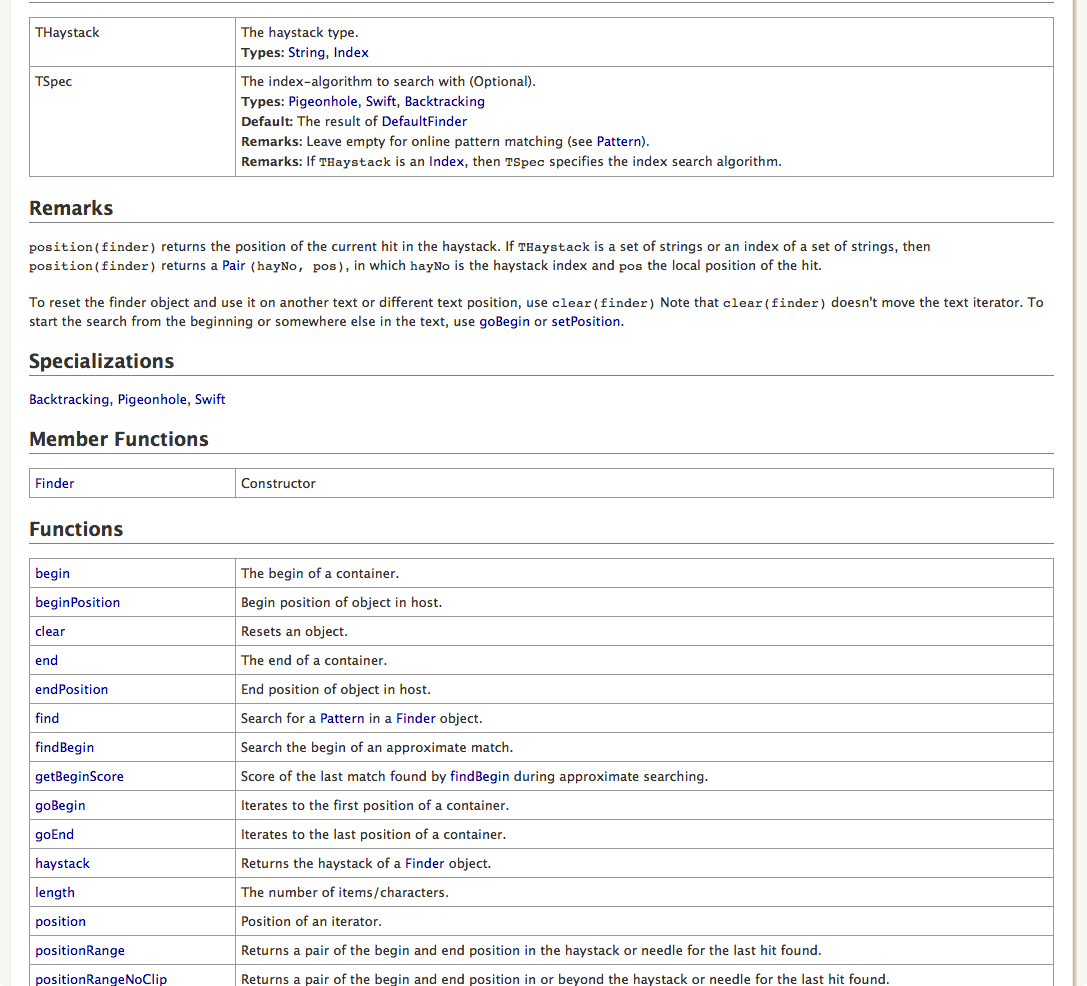 THaystack
The haystack type.
Types: String, Index
TSpec
The index-algorithm to search with (Optional).
Types: Pigeonhole, Swift, Backtracking
Default: The result of DefaultFinder
Remarks: Leave empty for online pattern matching (see Pattern).
Remarks: If THaystack is an Index, then TSpec specifies the index search algorithm.
Remarks
position(finder) returns the position of the current hit in the haystack. If THaystack is a set of strings or an index of a set of strings, then
position(finder) returns a Pair (hayNo, pos), in which hayNo is the haystack index and pos the local position of the hit.
To reset the finder object and use it on another text or different text position, use clear(finder) Note that clear(finder) doesn't move the text iterator. To
start the search from the beginning or somewhere else in the text, use goBegin or setPosition.
Specializations
Backtracking, Pigeonhole, Swift
Member Functions
Finder Constructor
Functions
begin The begin of a container.
beginPosition Begin position of object in host.
clear Resets an object.
end The end of a container.
endPosition End position of object in host.
find Search for a Pattern in a Finder object.
findBegin Search the begin of an approximate match.
getBeginScore Score of the last match found by findBegin during approximate searching.
goBegin Iterates to the first position of a container.
goEnd Iterates to the last position of a container.
haystack Returns the haystack of a Finder object.
length The number of items/characters.
position Position of an iterator.
positionRange Returns a pair of the begin and end position in the haystack or needle for the last hit found.
positionRangeNoClip Returns a pair of the begin and end position in or beyond the haystack or needle for the last hit found.